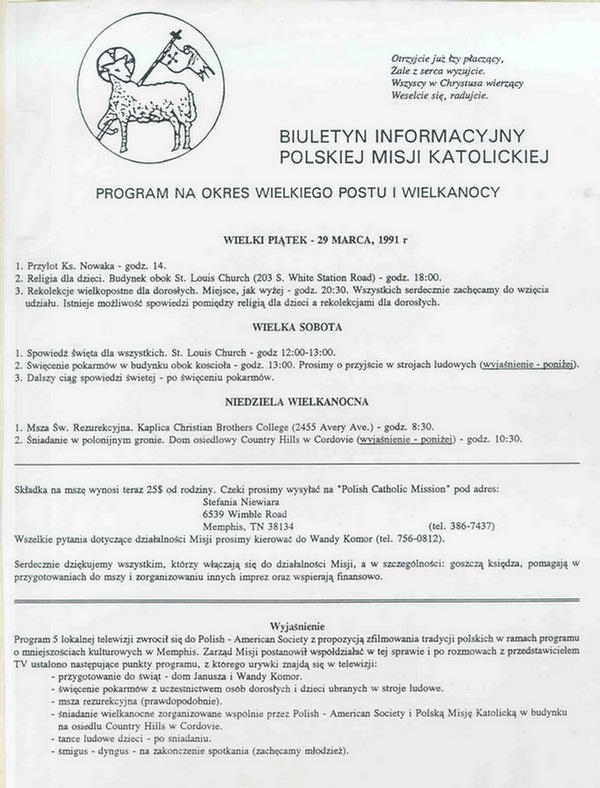 Otrzyjcie już łzy płaczący,
Żale z serca wyzujcie.
Wszyscy w Chrystusa wierzący
Weselcie się, radujcie.
BIULETYN INFORMACYJNY
POLSKIEJ MISJI KATOLICKIEJ
PROGRAM NA OKRES WIELKIEGO POSTU I WIELKANOCY
WIELKI PIĄTEK - 29 MARCA, 1991 r
1. Przylot Ks. Nowaka - godz. 14.
2. Religia dla dzieci. Budynek obok St. Louis Church (203 S. White Station Road) - godz. 18:00.
3. Rekolekcje wielkopostne dla dorosłych. Miejsce, jak wyżej - godz. 20:30. Wszystkich serdecznie zachęcamy do wzięcia
udziału. Istnieje możliwość spowiedzi pomiędzy religią dla dzieci a rekolekcjami dla dorosłych.
WIELKA SOBOTA
1. Spowiedź święta dla wszystkich. St. Louis Church - godz 12:00-13:00.
2. Święcenie pokarmów w budynku obok koscioła - godz. 13:00. Prosimy o przyjście w strojach ludowych (wyjaśnienie - poniżej).
3. Dalszy ciąg spowiedzi świetej - po święceniu pokarmów.
NIEDZIELA WIELKANOCNA
1. Msza Św. Rezurekcyjna. Kaplica Christian Brothers College (2455 Avery Ave.) - godz. 8:30.
2. Śniadanie w polonijnym gronie. Dom osiedlowy Country Hills w Cordovie (wyjaśnienie - poniżej) - godz. 10:30.
Składka na mszę wynosi teraz 25$ od rodziny. Czeki prosimy wysyłać na "Polish Catholic Mission" pod adres:
Stefania Niewiara
6539 Wimble Road
Memphis, TN 38134 (tel. 386-7437)
Wszelkie pytania dotyczące działalności Misji prosimy kierować do Wandy Komor (tel. 756-0812).
Serdecznie dziękujemy wszystkim, którzy włączają się do działalności Misji, a w szczególności: goszczą księdza, pomagają w
przygotowaniach do mszy i zorganizowaniu innych imprez oraz wspierają finansowo.
Wyjaśnienie
Program 5 lokalnej telewizji zwrocił się do Polish - American Society z propozycją zfilmowania tradycji polskich w ramach programu
o mniejszościach kulturowych w Memphis. Zarząd Misji postanowił wspołdziałać w tej sprawie i po rozmowach z przedstawicielem
TV ustalono następujące punkty programu, z ktorego urywki znajdą się w telewizji:
- przygotowanie do świąt - dom Janusza i Wandy Komor.
- święcenie pokarmów z uczestnictwem osób dorosłych i dzieci ubranych w stroje ludowe.
- msza rezurekcyjna (prawdopodobnie).
- śniadanie wielkanocne zorganizowane wspolnie przez Polish - American Society i Polską Misję Katolicką w budynku
na osiedlu Country Hills w Cordovie.
- tance ludowe dzieci - po sniadaniu.
- śmigus - dyngus - na zakonczenie spotkania (zachęcamy młodzież).